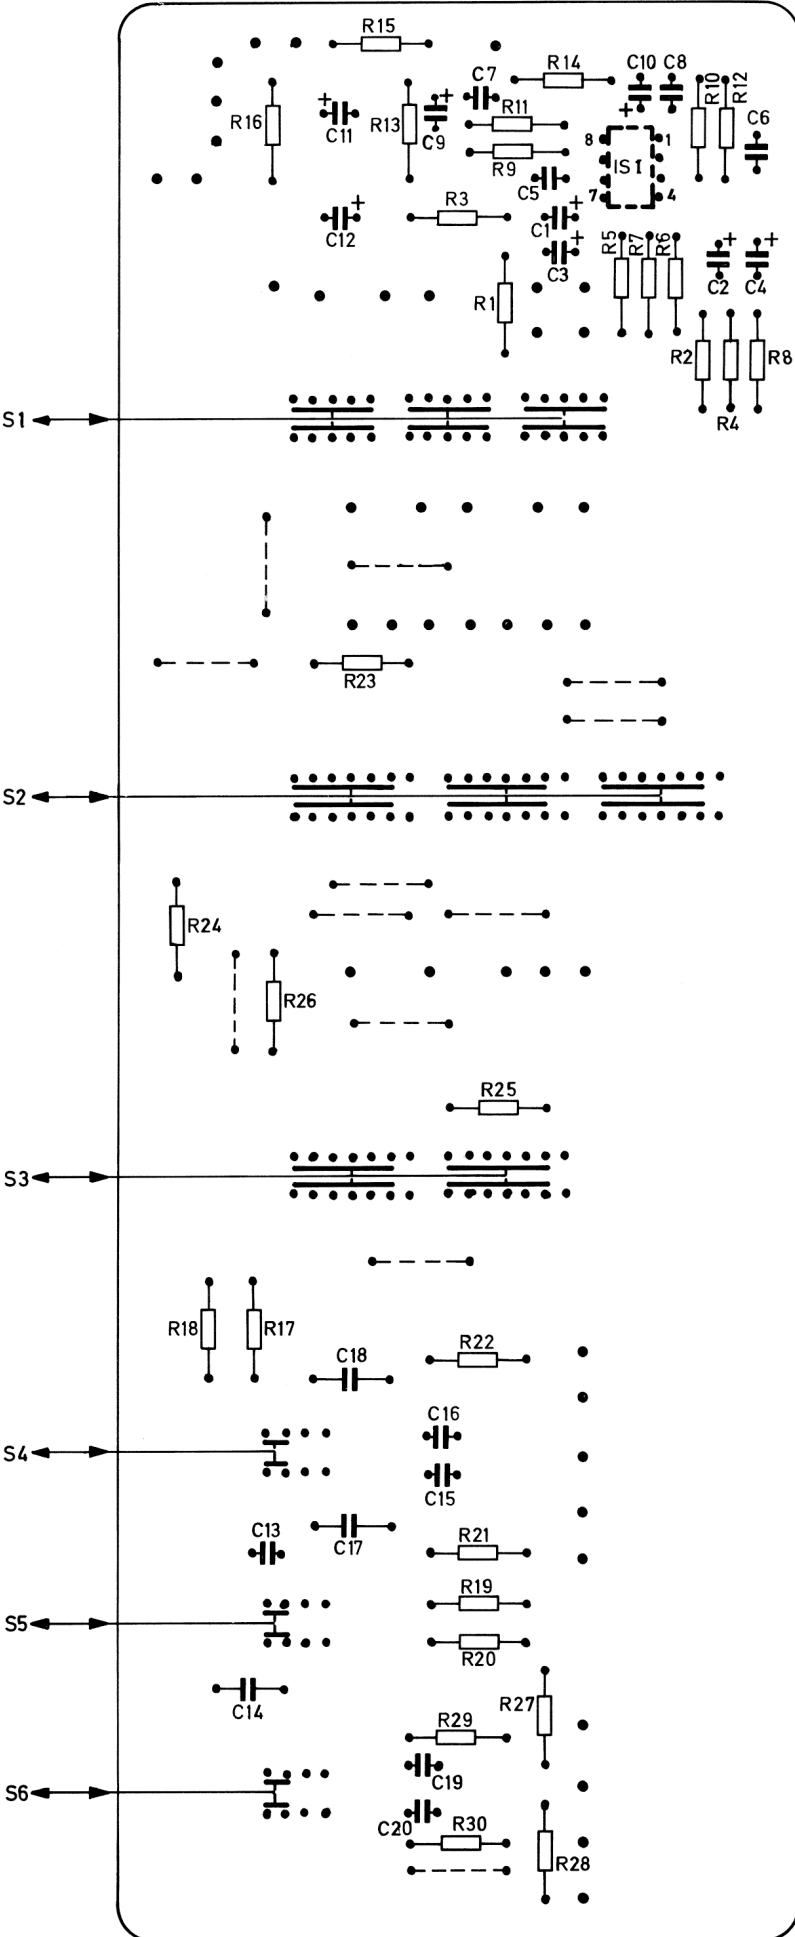 R15
R14
C10
C8
C7
R10
R12
R16
+
C11
R13
+
C9
R11
+
C6
8
1
R9
IS1
C5
7
4
R3
+
C12
+
C1
+
C3
R5
R7
R6
+
C2
+
C4
R1
R2
R8
R4
S1
R23
S2
R24
R26
R25
S3
R18
R17
R22
C18
C16
S4
C15
C13
C17
R21
R19
S5
R20
C14
R27
R29
C19
S6
C20
R30
R28